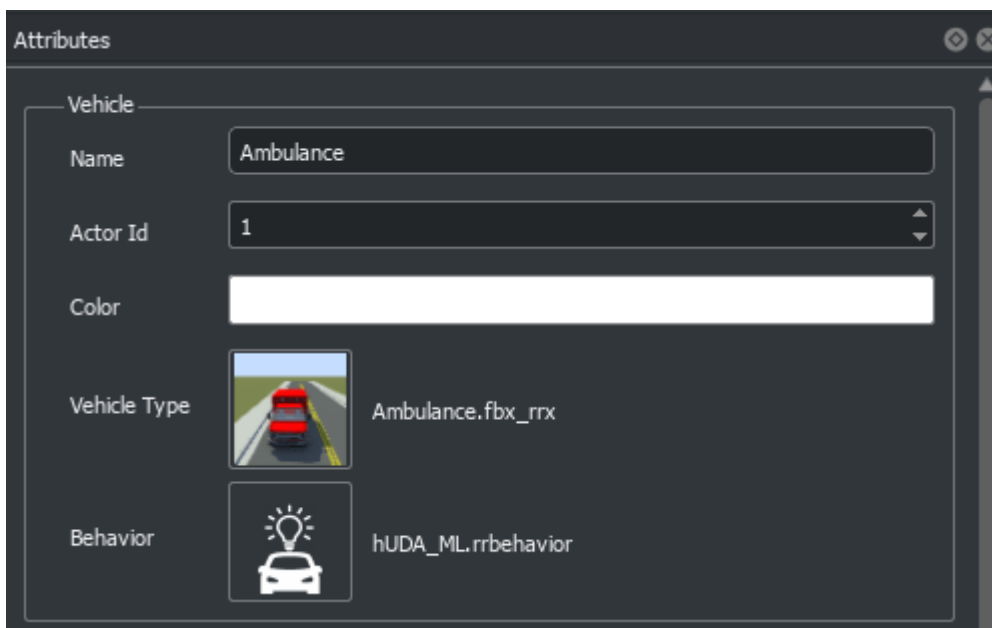 Attributes
Vehicle
Name Ambulance
Actor Id 1
Color
Vehicle Type Ambulance.fbx_rrx
Behavior hUDA_ML.rrbehavior